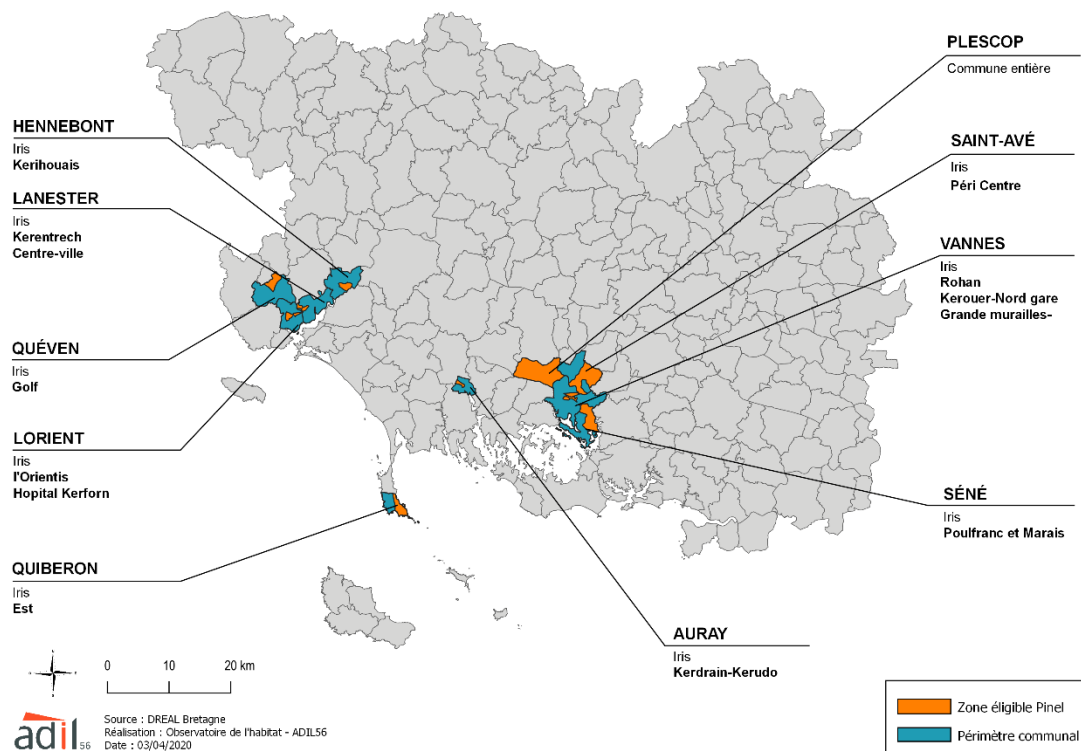 PLESCOP
Commune entière
SAINT-AVÉ
Iris
Péri Centre
VANNES
Iris
Rohan
Kerouer-Nord gare
Grande murailles-
SÉNÉ
Iris
Poulfranc et Marais
HENNEBONT
Iris
Kerihouais
LANESTER
Iris
Kerentrech
Centre-ville
QUÉVEN
Iris
Golf
LORIENT
Iris
l'Orientis
Hopital Kerforn
QUIBERON
Iris
Est
AURAY
Iris
Kerdrain-Kerudo
0 10 20 km
adil56
Source : DREAL Bretagne
Réalisation : Observatoire de l'habitat - ADIL56
Date : 03/04/2020
Zone éligible Pinel
Périmètre communal